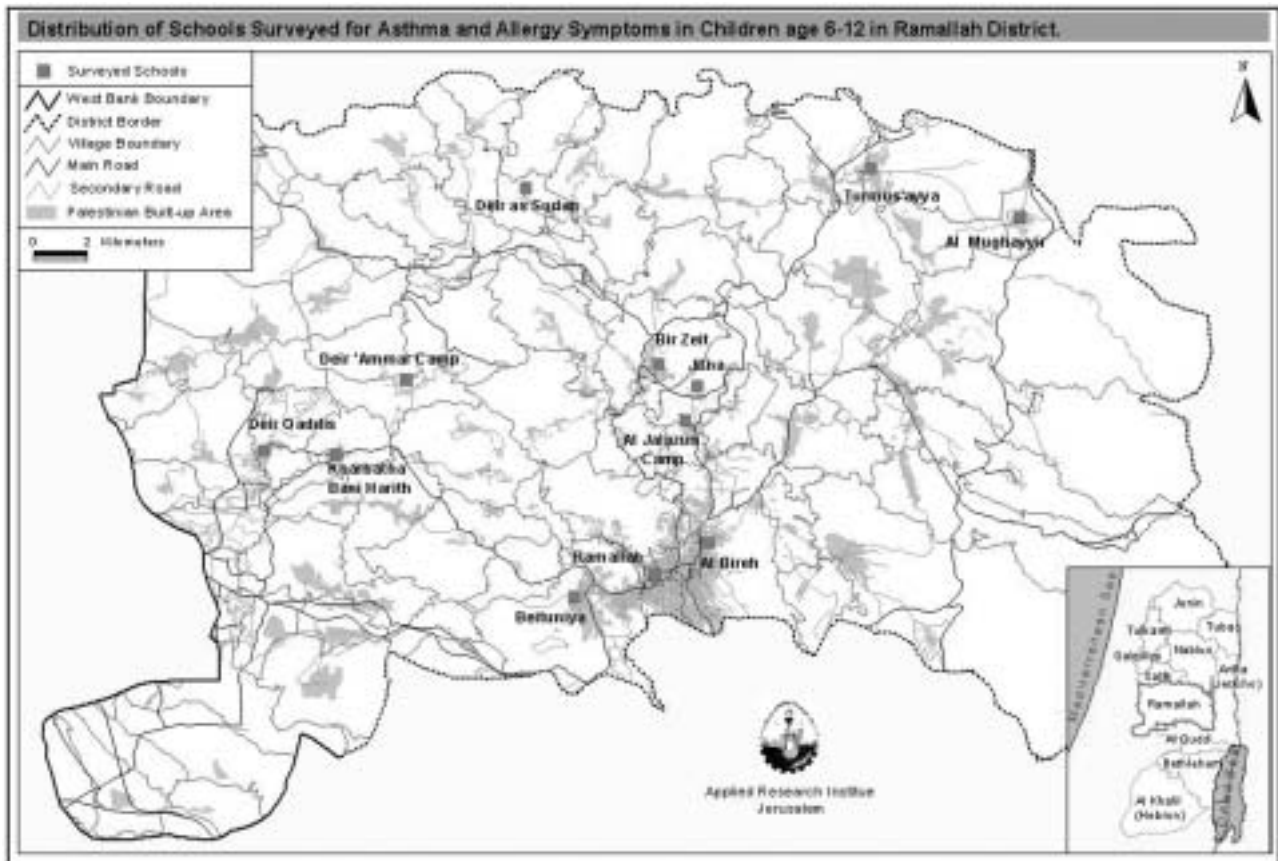 Distribution of Schools Surveyed for Asthma and Allergy Symptoms in Children age 6-12 in Ramallah District.
Surveyed Schools
West Bank Boundary
District Border
Village Boundary
Main Road
Secondary Road
Palestinian Built-up Area
0 2 Kilometers
N
Deir as Sudan
Turmus'ayya
Al Mughayyir
Bir Zeit
Jifna
Deir 'Ammar Camp
Al Jalazun
Camp
Deir Qaddis
Kharbatha
Bani Harith
Ramallah
Al Bireh
Beituniya
Applied Research Institue
Jerusalem
Mediterranean Sea
Jenin
Tulkarm
Tubas
Nablus
Qalqiliya
Salfit
Ariha
(Jericho)
Ramallah
Al Quds
Bethlehem
Al Khalil
(Hebron)